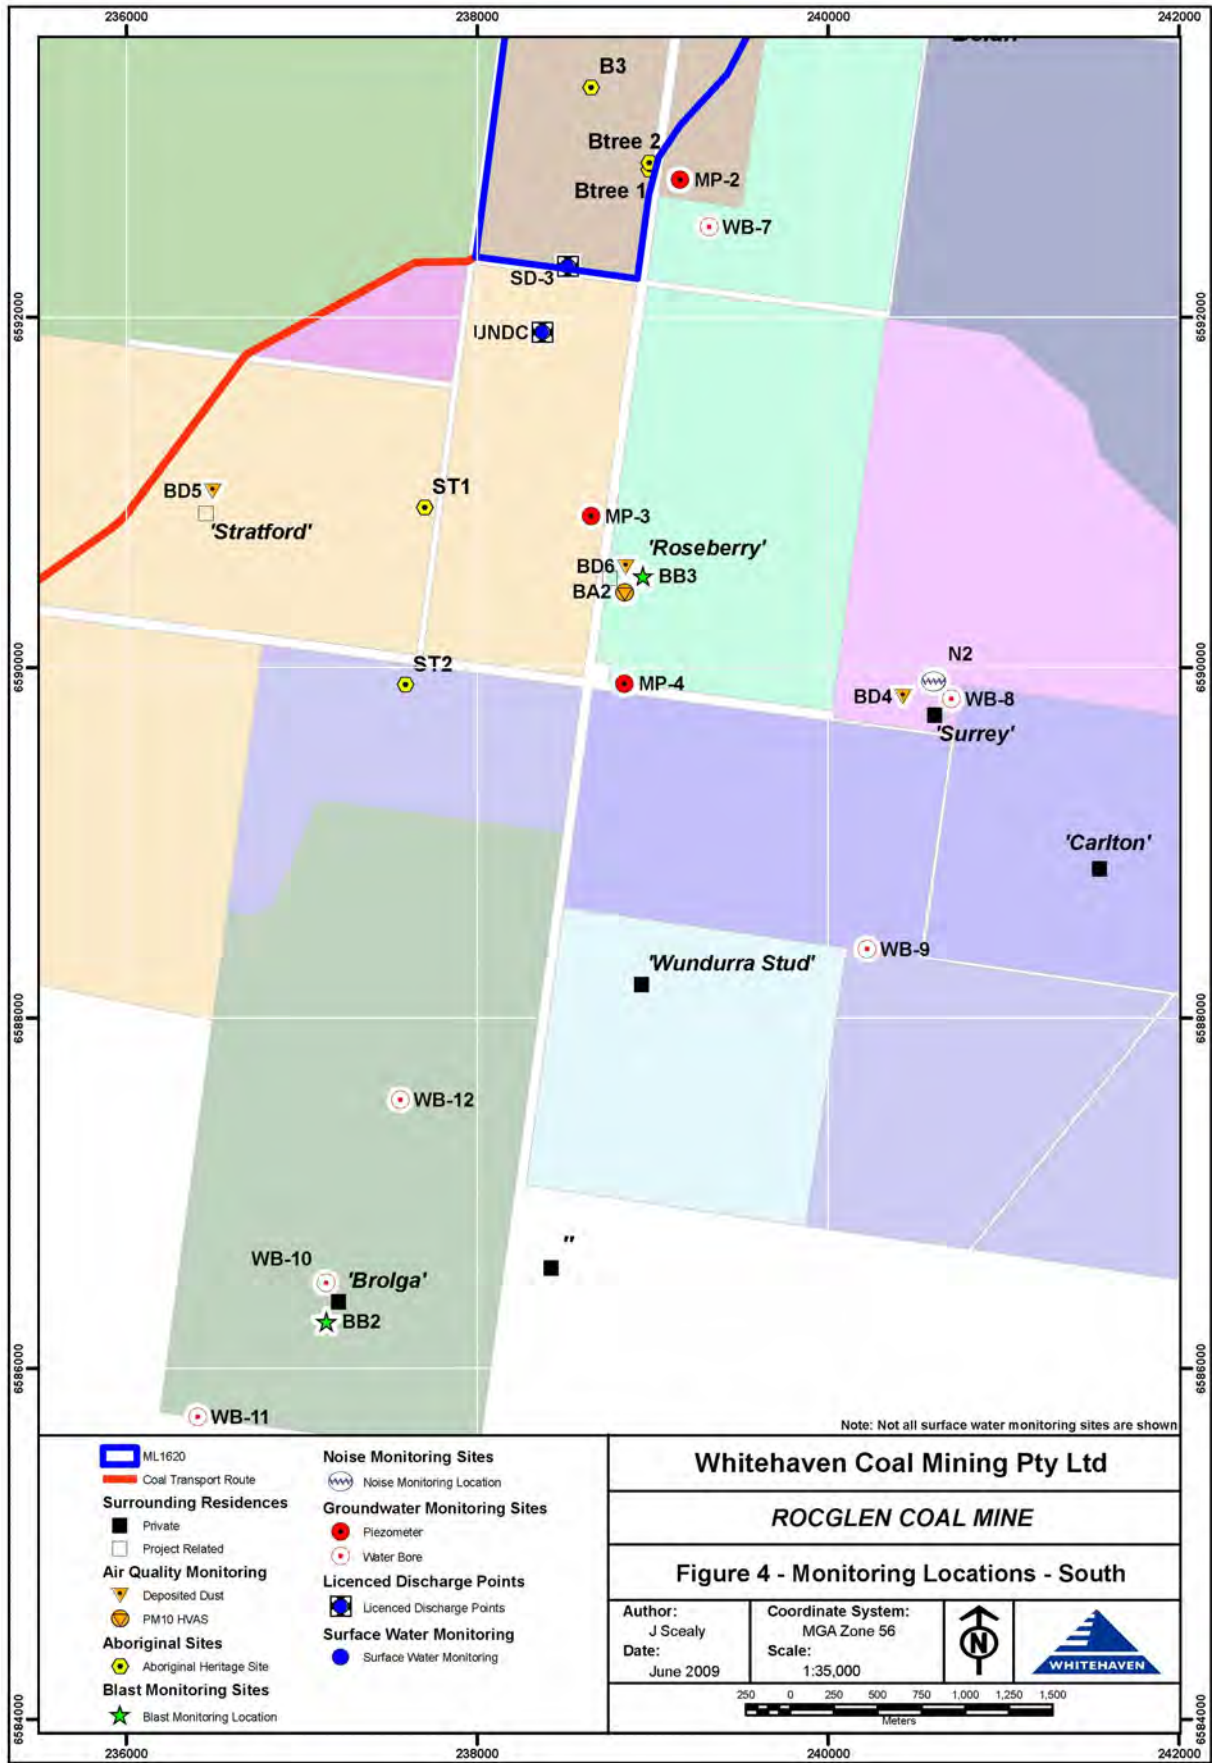 236000
238000
240000
242000
B3
Btree 2
Btree 1
MP-2
WB-7
SD-3
UNDC
6592000
6592000
BD5
'Stratford'
ST1
MP-3
'Roseberry'
BD6
BB3
BA2
6590000
6590000
ST2
MP-4
N2
BD4
WB-8
'Surrey'
'Carlton'
WB-9
'Wundurra Stud'
6588000
6588000
WB-12
''
WB-10
'Brolga'
BB2
6586000
6586000
WB-11
Note: Not all surface water monitoring sites are shown
ML1620
Coal Transport Route
Surrounding Residences
Private
Project Related
Air Quality Monitoring
Deposited Dust
PM10 HVAS
Aboriginal Sites
Aboriginal Heritage Site
Blast Monitoring Sites
Blast Monitoring Location
Noise Monitoring Sites
Noise Monitoring Location
Groundwater Monitoring Sites
Piezometer
Water Bore
Licenced Discharge Points
Licenced Discharge Points
Surface Water Monitoring
Surface Water Monitoring
Whitehaven Coal Mining Pty Ltd
ROCGLEN COAL MINE
Figure 4 - Monitoring Locations - South
Author:
J Scealy
Date:
June 2009
Coordinate System:
MGA Zone 56
Scale:
1:35,000
N
WHITEHAVEN
250 0 250 500 750 1,000 1,250 1,500
Meters
6584000
6584000
236000
238000
240000
242000